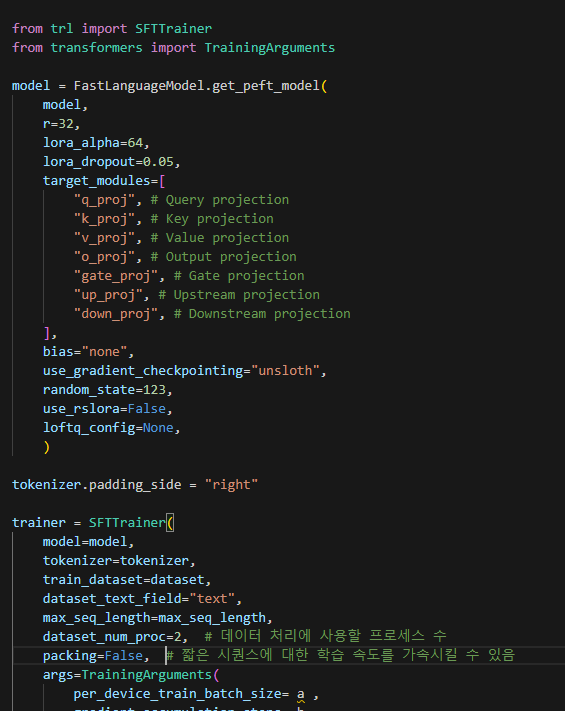 from trl import SFTTrainer
from transformers import TrainingArguments
model = FastLanguageModel.get_peft_model(
model,
r=32,
lora_alpha=64,
lora_dropout=0.05,
target_modules=[
"q_proj", # Query projection
"k_proj", # Key projection
"v_proj", # Value projection
"o_proj", # Output projection
"gate_proj", # Gate projection
"up_proj", # Upstream projection
"down_proj", # Downstream projection
],
bias="none",
use_gradient_checkpointing="unsloth",
random_state=123,
use_rslora=False,
loftq_config=None,
)
tokenizer.padding_side = "right"
trainer = SFTTrainer(
model=model,
tokenizer=tokenizer,
train_dataset=dataset,
dataset_text_field="text",
max_seq_length=max_seq_length,
dataset_num_proc=2, # 데이터 처리에 사용할 프로세스 수
packing=False, # 짧은 시퀀스에 대한 학습 속도를 가속시킬 수 있음
args=TrainingArguments(
per_device_train_batch_size= a ,